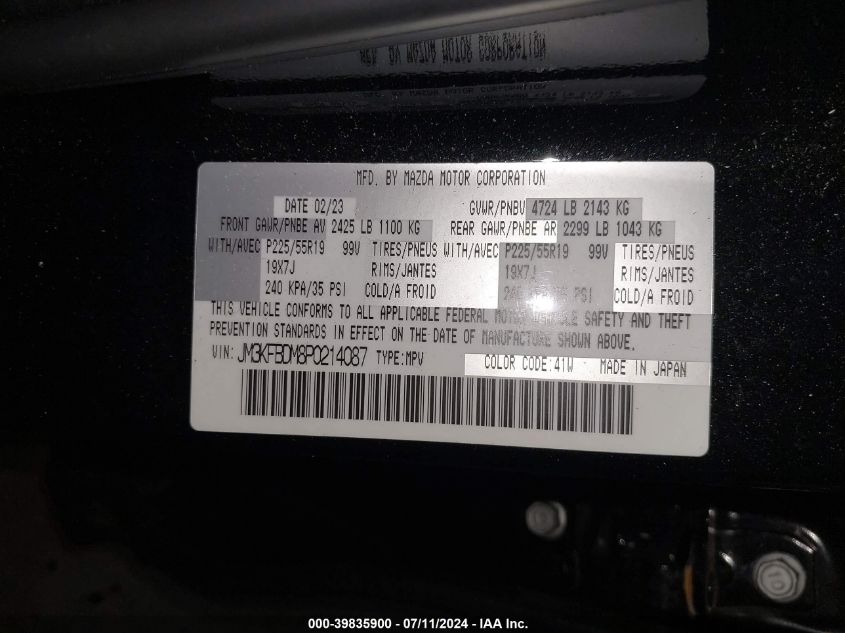 MFD. BY MAZDA MOTOR CORPORATION
DATE 02/23 GVWR/PNBV 4724 LB 2143 KG
FRONT GAWR/PNBE AV 2425 LB 1100 KG REAR GAWR/PNBE AR 2299 LB 1043 KG
WITH/AVEC P225/55R19 99V TIRES/PNEUS WITH/AVEC P225/55R19 99V TIRES/PNEUS
19X7J RIMS/JANTES 19X7J RIMS/JANTES
240 KPA/35 PSI COLD/A FROID 240 KPA/35 PSI COLD/A FROID
THIS VEHICLE CONFORMS TO ALL APPLICABLE FEDERAL MOTOR VEHICLE SAFETY AND THEFT
PREVENTION STANDARDS IN EFFECT ON THE DATE OF MANUFACTURE SHOWN ABOVE.
VIN: JM3KFBDM8P0214087 TYPE:MPV COLOR CODE:41W MADE IN JAPAN
000-39835900 - 07/11/2024 - IAA Inc.